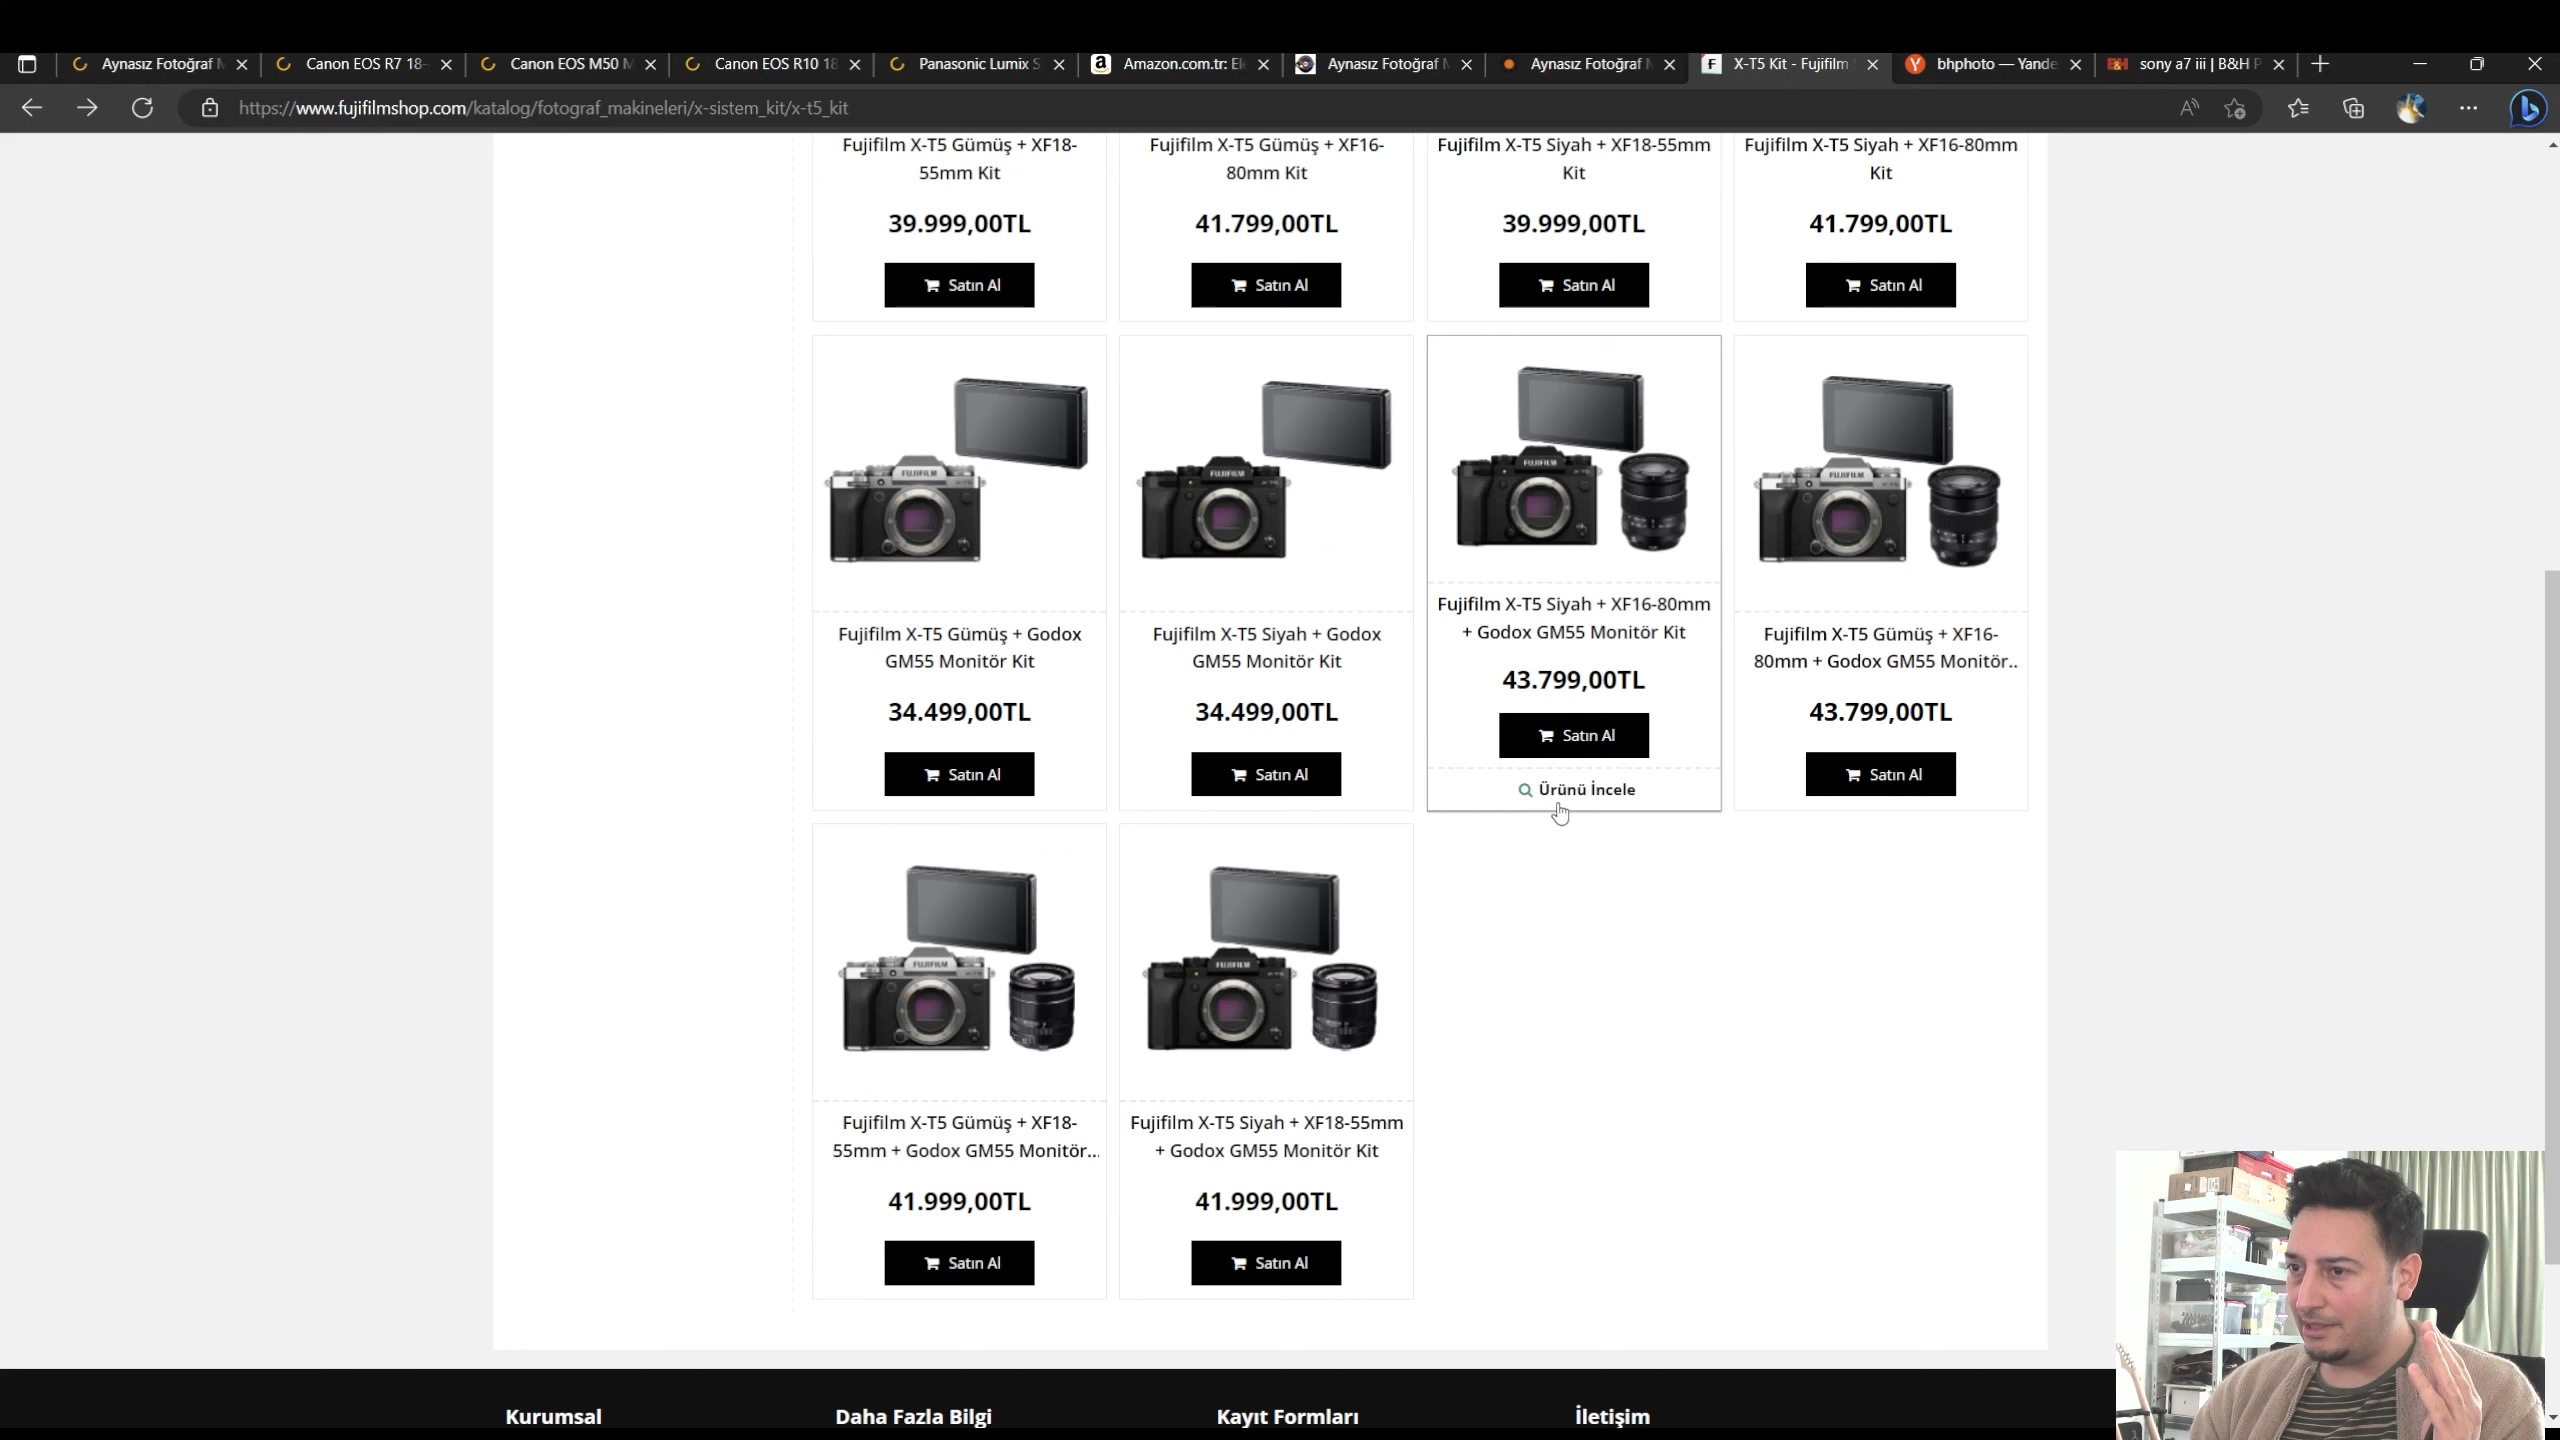 Aynasız Fotoğraf M
Canon EOS R7 18-
Canon EOS M50 M
Canon EOS R10 18
Panasonic Lumix S
Amazon.com.tr: El
Aynasız Fotoğraf M
Aynasız Fotoğraf M
X-T5 Kit - Fujifilm
bhphoto — Yande
sony a7 iii | B&H P
https://www.fujifilmshop.com/katalog/fotograf_makineleri/x-sistem_kit/x-t5_kit
Fujifilm X-T5 Gümüş + XF18-
55mm Kit
39.999,00TL
Satın Al
Fujifilm X-T5 Gümüş + XF16-
80mm Kit
41.799,00TL
Satın Al
Fujifilm X-T5 Siyah + XF18-55mm
Kit
39.999,00TL
Satın Al
Fujifilm X-T5 Siyah + XF16-80mm
Kit
41.799,00TL
Satın Al
FUJIFILM
Fujifilm X-T5 Gümüş + Godox
GM55 Monitör Kit
34.499,00TL
Satın Al
FUJIFILM
Fujifilm X-T5 Siyah + Godox
GM55 Monitör Kit
34.499,00TL
Satın Al
FUJIFILM
Fujifilm X-T5 Siyah + XF16-80mm
+ Godox GM55 Monitör Kit
43.799,00TL
Satın Al
Ürünü İncele
FUJIFILM
Fujifilm X-T5 Gümüş + XF16-
80mm + Godox GM55 Monitör..
43.799,00TL
Satın Al
FUJIFILM
Fujifilm X-T5 Gümüş + XF18-
55mm + Godox GM55 Monitör..
41.999,00TL
Satın Al
FUJIFILM
Fujifilm X-T5 Siyah + XF18-55mm
+ Godox GM55 Monitör Kit
41.999,00TL
Satın Al
Kurumsal
Daha Fazla Bilgi
Kayıt Formları
İletişim